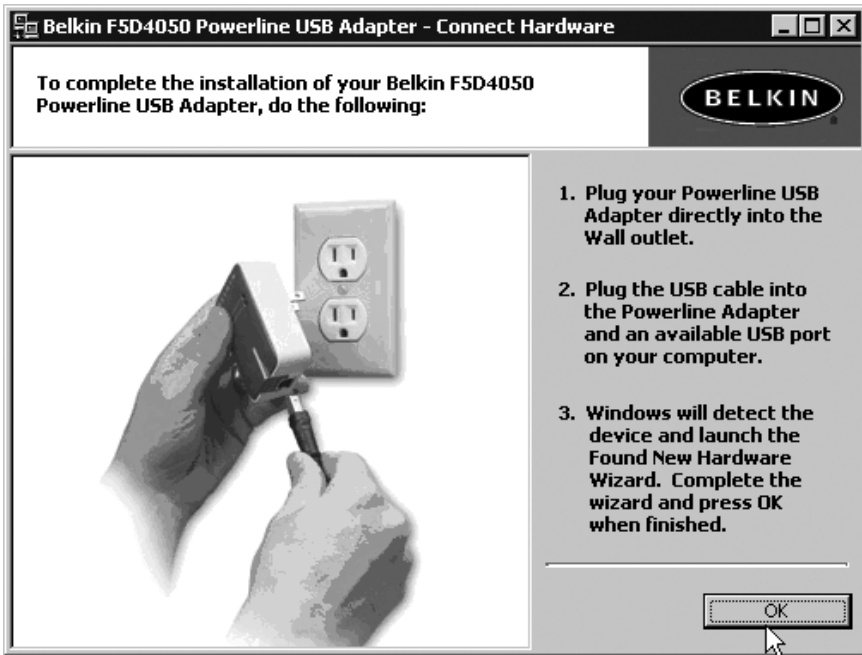 Belkin F5D4050 Powerline USB Adapter - Connect Hardware
To complete the installation of your Belkin F5D4050
Powerline USB Adapter, do the following:
BELKIN
1. Plug your Powerline USB
Adapter directly into the
Wall outlet.
2. Plug the USB cable into
the Powerline Adapter
and an available USB port
on your computer.
3. Windows will detect the
device and launch the
Found New Hardware
Wizard. Complete the
wizard and press OK
when finished.
OK